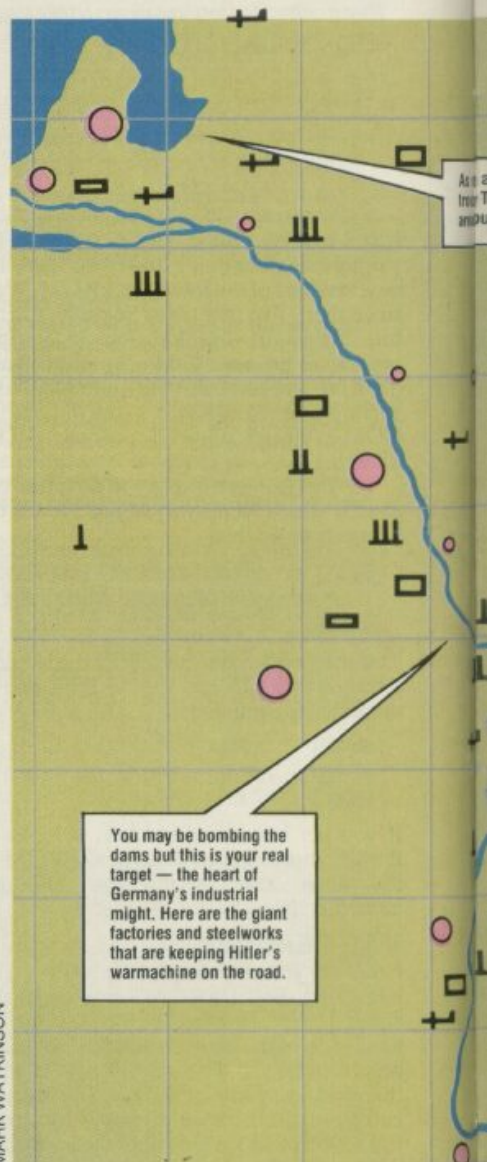 You may be bombing the
dams but this is your real
target — the heart of
Germany's industrial
might. Here are the giant
factories and steelworks
that are keeping Hitler's
warmachine on the road.
WATKINSON